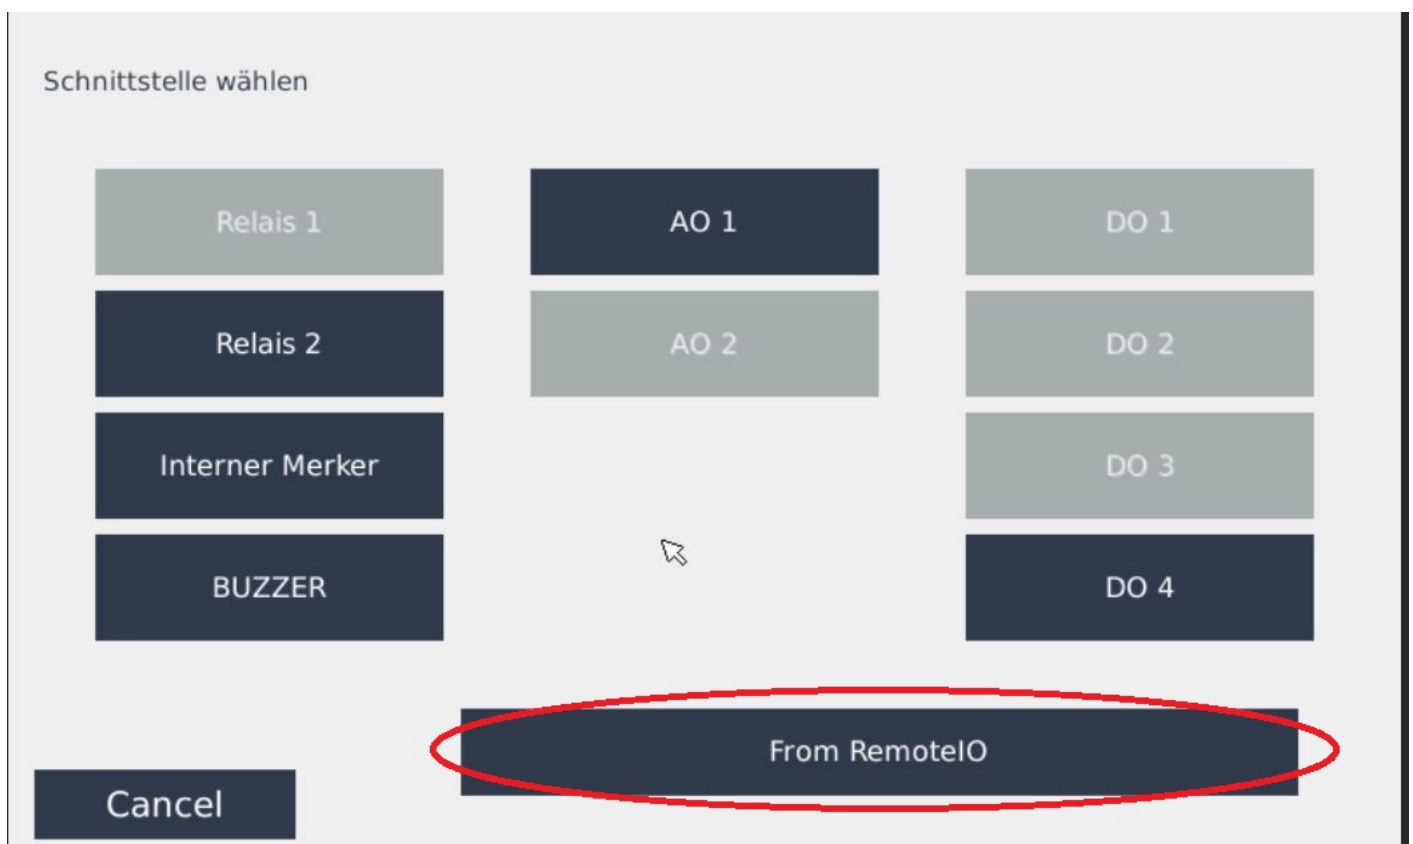 Schnittstelle wählen
Relais 1
AO 1
DO 1
Relais 2
AO 2
DO 2
Interner Merker
DO 3
BUZZER
DO 4
From RemoteIO
Cancel